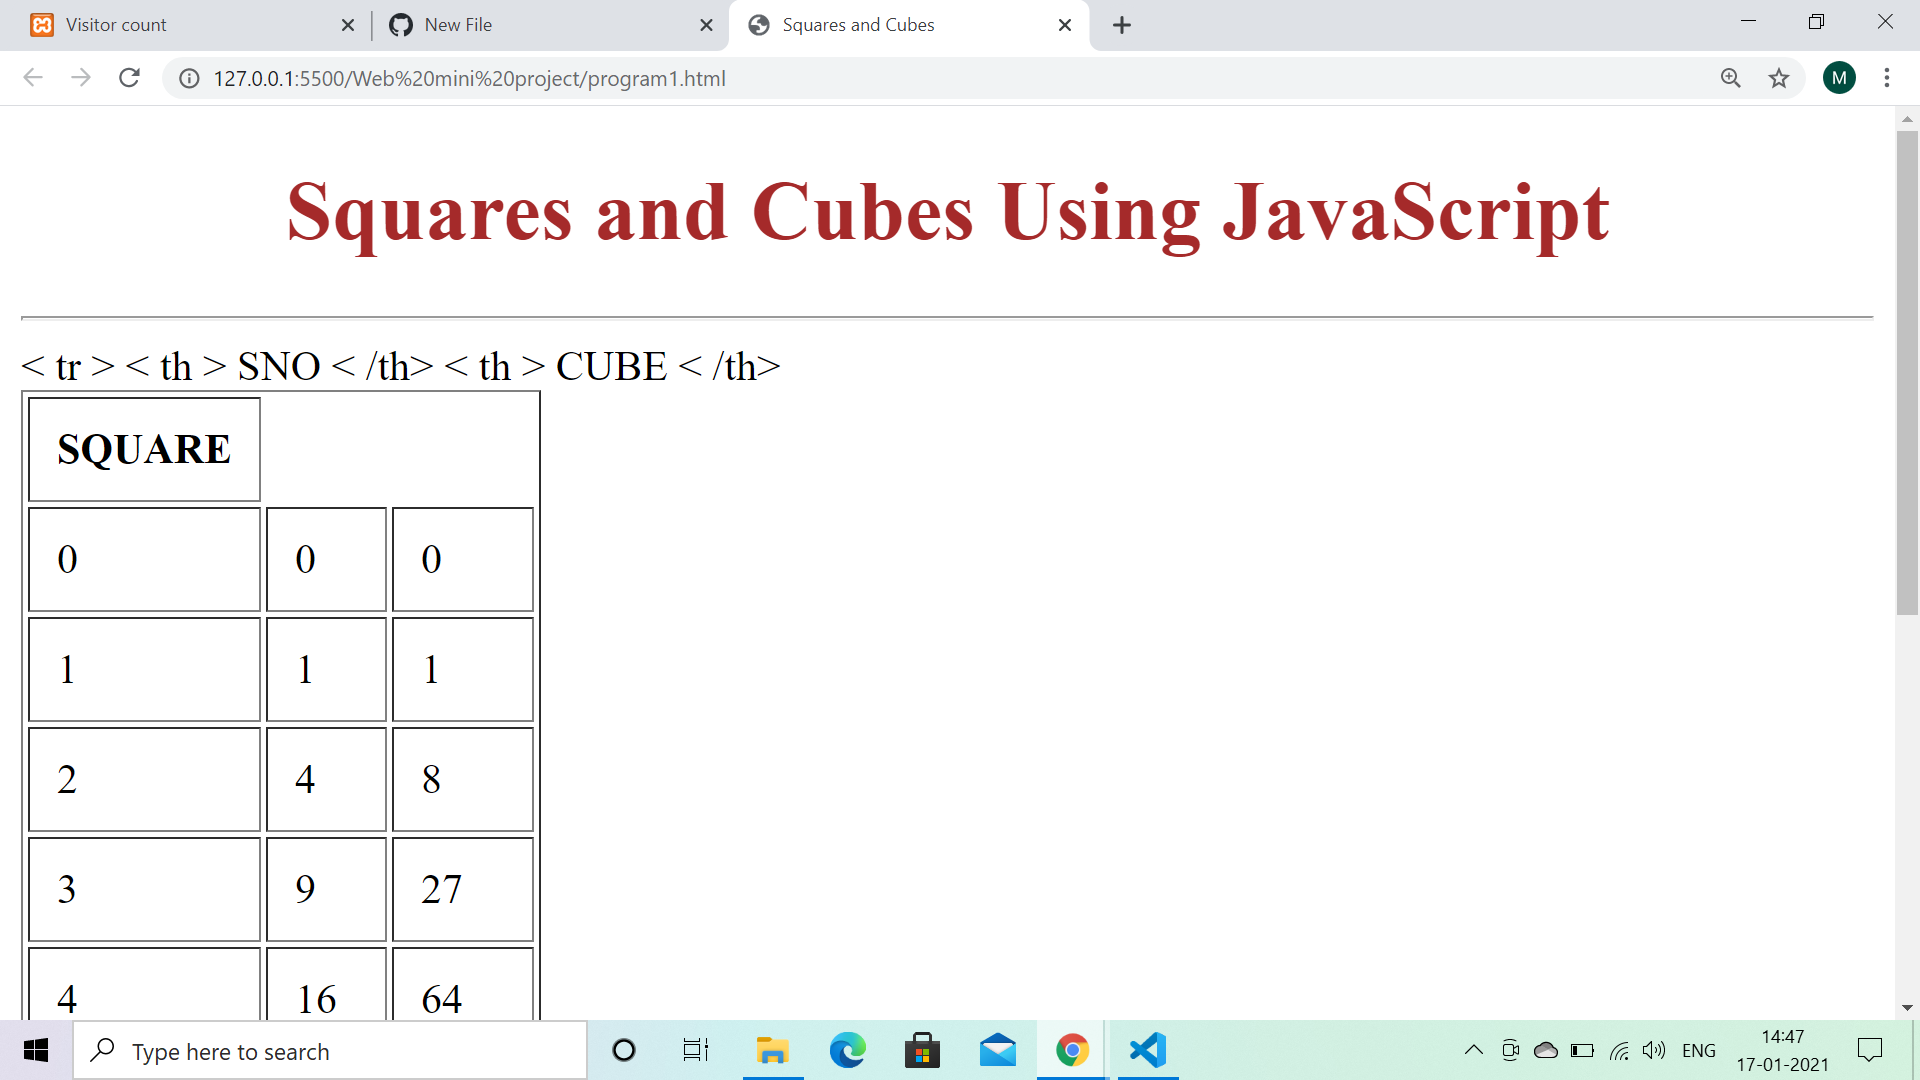 Visitor count
New File
Squares and Cubes
127.0.0.1:5500/Web%20mini%20project/program1.html
M
Squares and Cubes Using JavaScript
< tr > < th > SNO < /th> < th > CUBE < /th>
SQUARE
0 0 0
1 1 1
2 4 8
3 9 27
4 16 64
Type here to search
ENG
14:47
17-01-2021